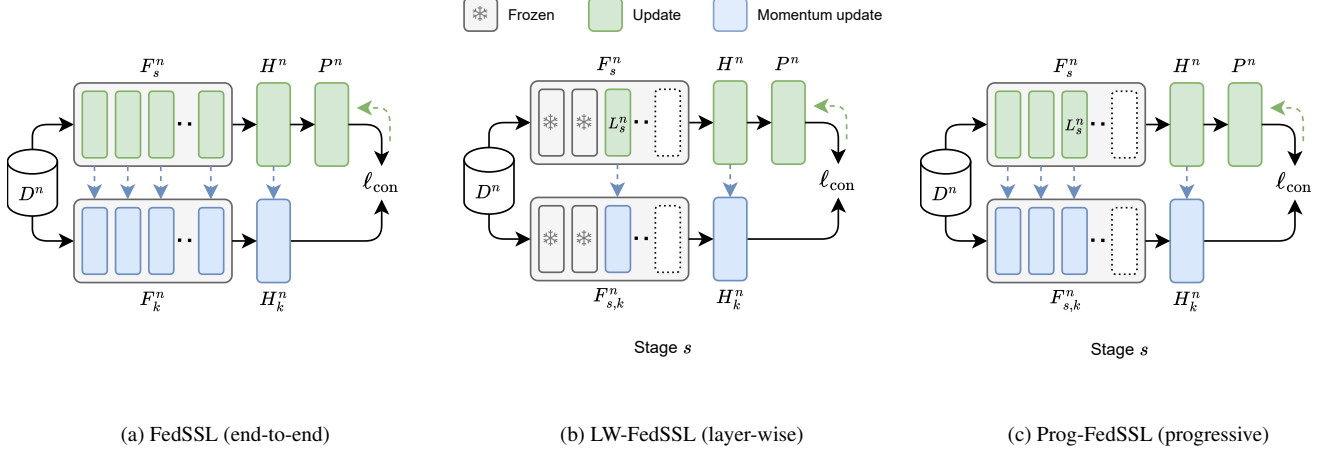 Frozen Update Momentum update
F_s^n H^n P^n
D^n
ℓ_con
F_k^n H_k^n
(a) FedSSL (end-to-end)
F_s^n H^n P^n
L_s^n
D^n
ℓ_con
F_{s,k}^n H_k^n
Stage s
(b) LW-FedSSL (layer-wise)
F_s^n H^n P^n
L_s^n
D^n
ℓ_con
F_{s,k}^n H_k^n
Stage s
(c) Prog-FedSSL (progressive)